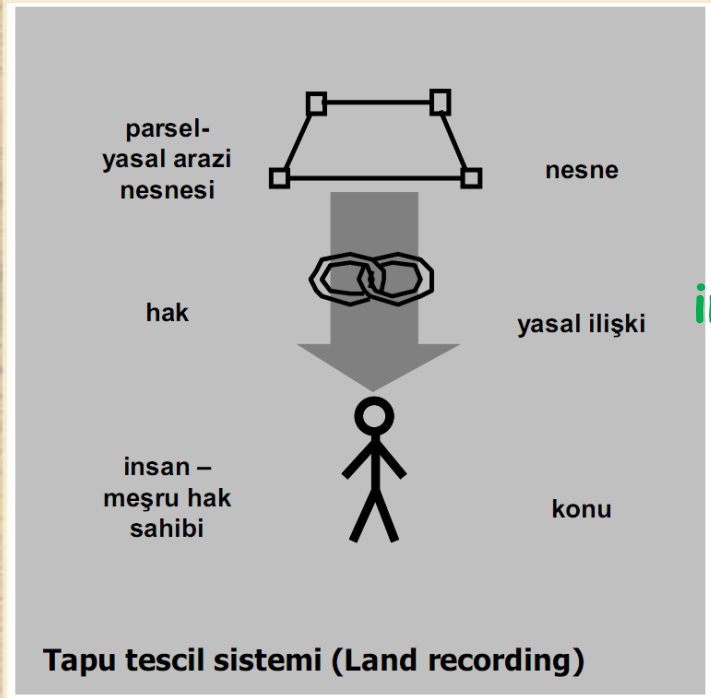 parsel-
yasal arazi
nesnesi
nesne
hak
yasal ilişki
insan –
meşru hak
sahibi
konu
Tapu tescil sistemi (Land recording)